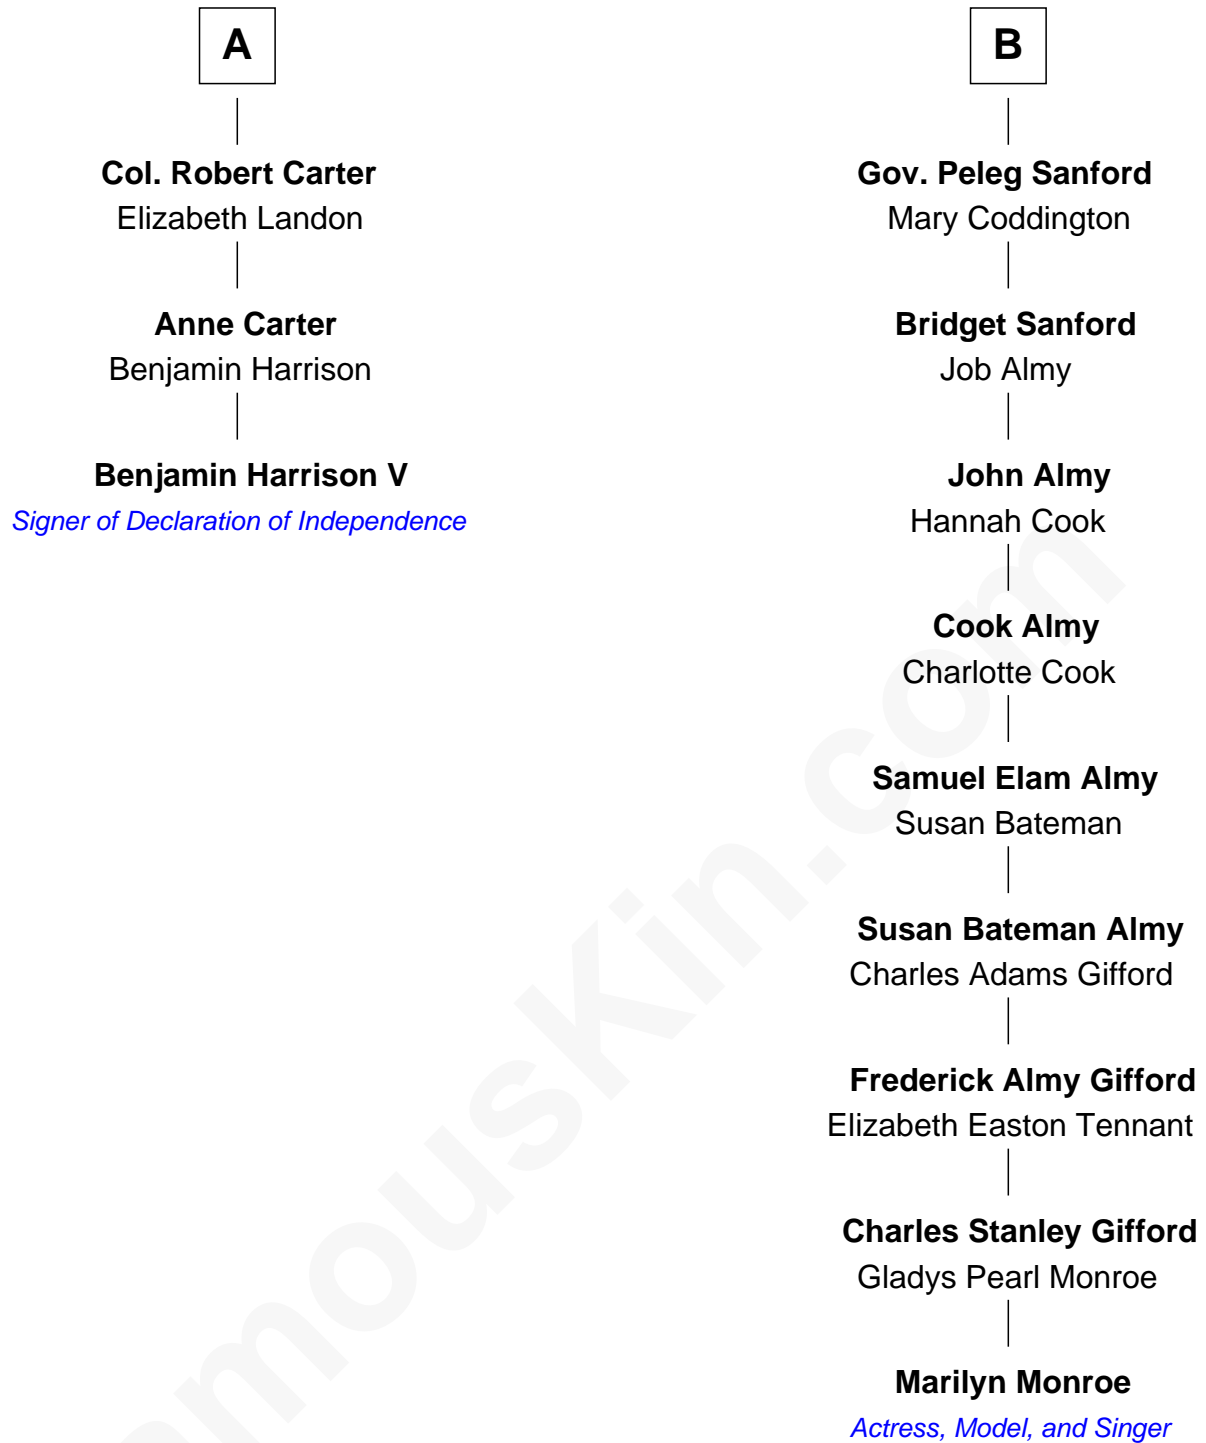 A
Col. Robert Carter
Elizabeth Landon
Anne Carter
Benjamin Harrison
Benjamin Harrison V
Signer of Declaration of Independence
B
Gov. Peleg Sanford
Mary Coddington
Bridget Sanford
Job Almy
John Almy
Hannah Cook
Cook Almy
Charlotte Cook
Samuel Elam Almy
Susan Bateman
Susan Bateman Almy
Charles Adams Gifford
Frederick Almy Gifford
Elizabeth Easton Tennant
Charles Stanley Gifford
Gladys Pearl Monroe
Marilyn Monroe
Actress, Model, and Singer
amouskin.com